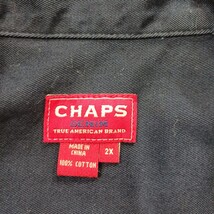 CHAPS
TRUE AMERICAN BRAND
MADE IN
CHINA
2X
100% COTTON